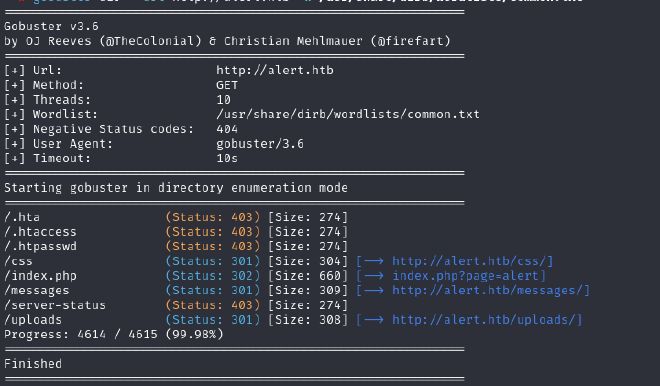 ===============================================================
Gobuster v3.6
by OJ Reeves (@TheColonial) & Christian Mehlmauer (@firefart)
===============================================================
[+] Url:                     http://alert.htb
[+] Method:                  GET
[+] Threads:                 10
[+] Wordlist:                /usr/share/dirb/wordlists/common.txt
[+] Negative Status codes:   404
[+] User Agent:              gobuster/3.6
[+] Timeout:                 10s
===============================================================
Starting gobuster in directory enumeration mode
===============================================================
/.hta                 (Status: 403) [Size: 274]
/.htaccess            (Status: 403) [Size: 274]
/.htpasswd            (Status: 403) [Size: 274]
/css                  (Status: 301) [Size: 304] [--> http://alert.htb/css/]
/index.php            (Status: 302) [Size: 660] [--> index.php?page=alert]
/messages             (Status: 301) [Size: 309] [--> http://alert.htb/messages/]
/server-status        (Status: 403) [Size: 274]
/uploads              (Status: 301) [Size: 308] [--> http://alert.htb/uploads/]
Progress: 4614 / 4615 (99.98%)
===============================================================
Finished
===============================================================